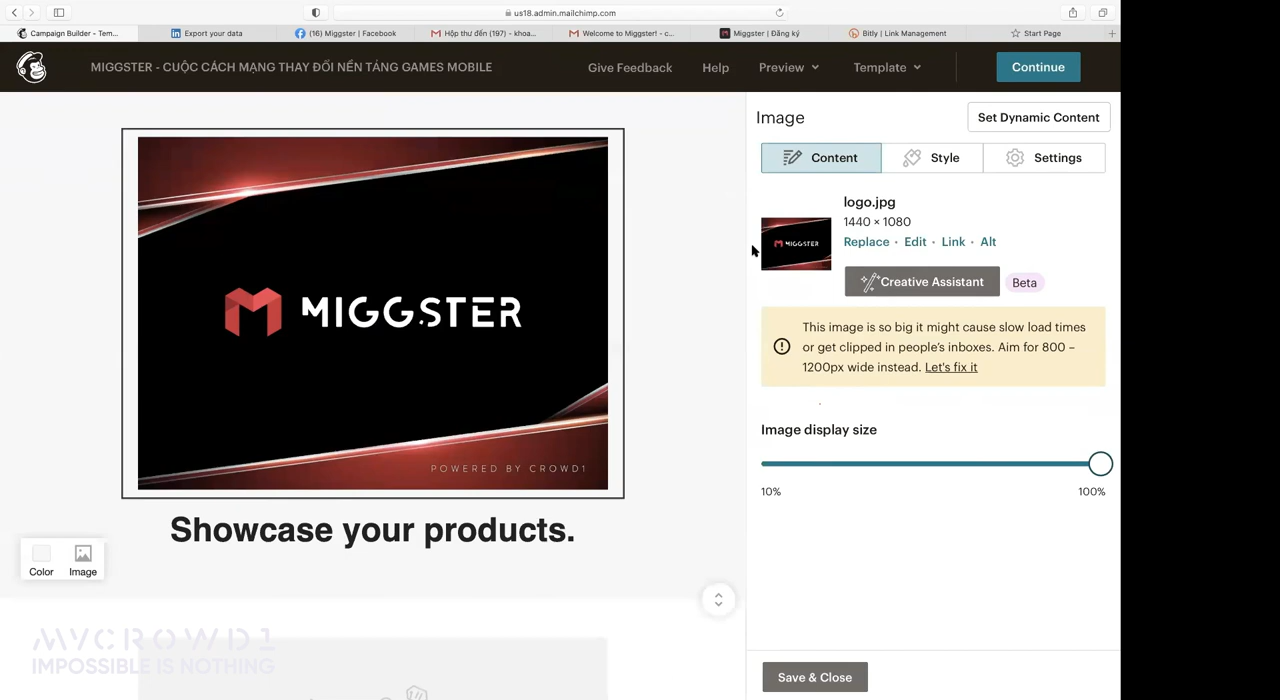 us18.admin.mailchimp.com
Campaign Builder - Tem...
Export your data
(16) Miggster | Facebook
Hộp thư đến (197) - khoa...
Welcome to Miggster! - c...
Miggster | Đăng ký
Bitly | Link Management
Start Page
MIGGSTER - CUỘC CÁCH MẠNG THAY ĐỔI NỀN TẢNG GAMES MOBILE
Give Feedback
Help
Preview
Template
Continue
Image
Set Dynamic Content
Content
Style
Settings
logo.jpg
1440 × 1080
Replace · Edit · Link · Alt
MIGGSTER
Creative Assistant
Beta
This image is so big it might cause slow load times
or get clipped in people's inboxes. Aim for 800 –
1200px wide instead. Let's fix it
MIGGSTER
Image display size
10%
100%
POWERED BY CROWD1
Showcase your products.
Color
Image
MYCROWD1
IMPOSSIBLE IS NOTHING
Save & Close